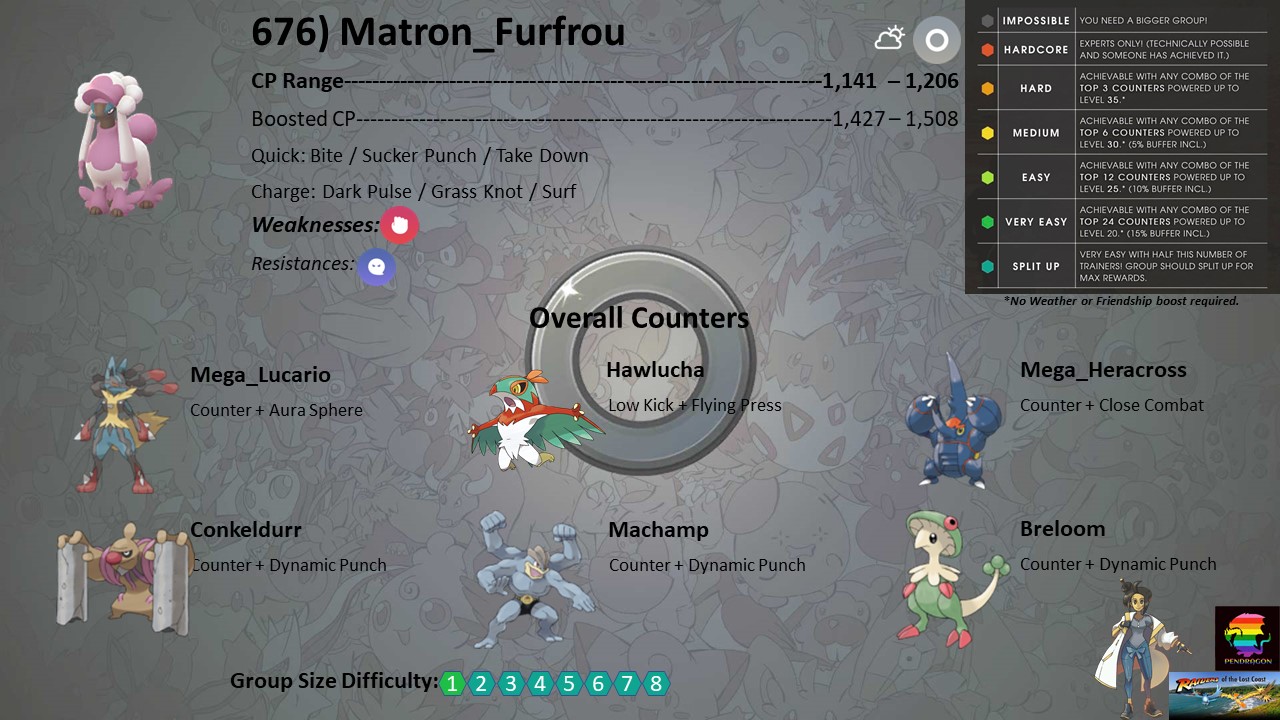 676) Matron_Furfrou
CP Range--------------------------------------------------------------------1,141 – 1,206
Boosted CP--------------------------------------------------------------------1,427 – 1,508
Quick: Bite / Sucker Punch / Take Down
Charge: Dark Pulse / Grass Knot / Surf
Weaknesses:
Resistances:
IMPOSSIBLE YOU NEED A BIGGER GROUP!
HARDCORE EXPERTS ONLY! (TECHNICALLY POSSIBLE
AND SOMEONE HAS ACHIEVED IT.)
HARD ACHIEVABLE WITH ANY COMBO OF THE
TOP 3 COUNTERS POWERED UP TO
LEVEL 35.*
MEDIUM ACHIEVABLE WITH ANY COMBO OF THE
TOP 6 COUNTERS POWERED UP TO
LEVEL 30.* (5% BUFFER INCL.)
EASY ACHIEVABLE WITH ANY COMBO OF THE
TOP 12 COUNTERS POWERED UP TO
LEVEL 25.* (10% BUFFER INCL.)
VERY EASY ACHIEVABLE WITH ANY COMBO OF THE
TOP 24 COUNTERS POWERED UP TO
LEVEL 20.* (15% BUFFER INCL.)
SPLIT UP VERY EASY WITH HALF THIS NUMBER OF
TRAINERS! GROUP SHOULD SPLIT UP FOR
MAX REWARDS.
*No Weather or Friendship boost required.
Overall Counters
Mega_Lucario
Counter + Aura Sphere
Hawlucha
Low Kick + Flying Press
Mega_Heracross
Counter + Close Combat
Conkeldurr
Counter + Dynamic Punch
Machamp
Counter + Dynamic Punch
Breloom
Counter + Dynamic Punch
Group Size Difficulty: 1 2 3 4 5 6 7 8
PENDROGON
RAIDERS of the Lost Coast